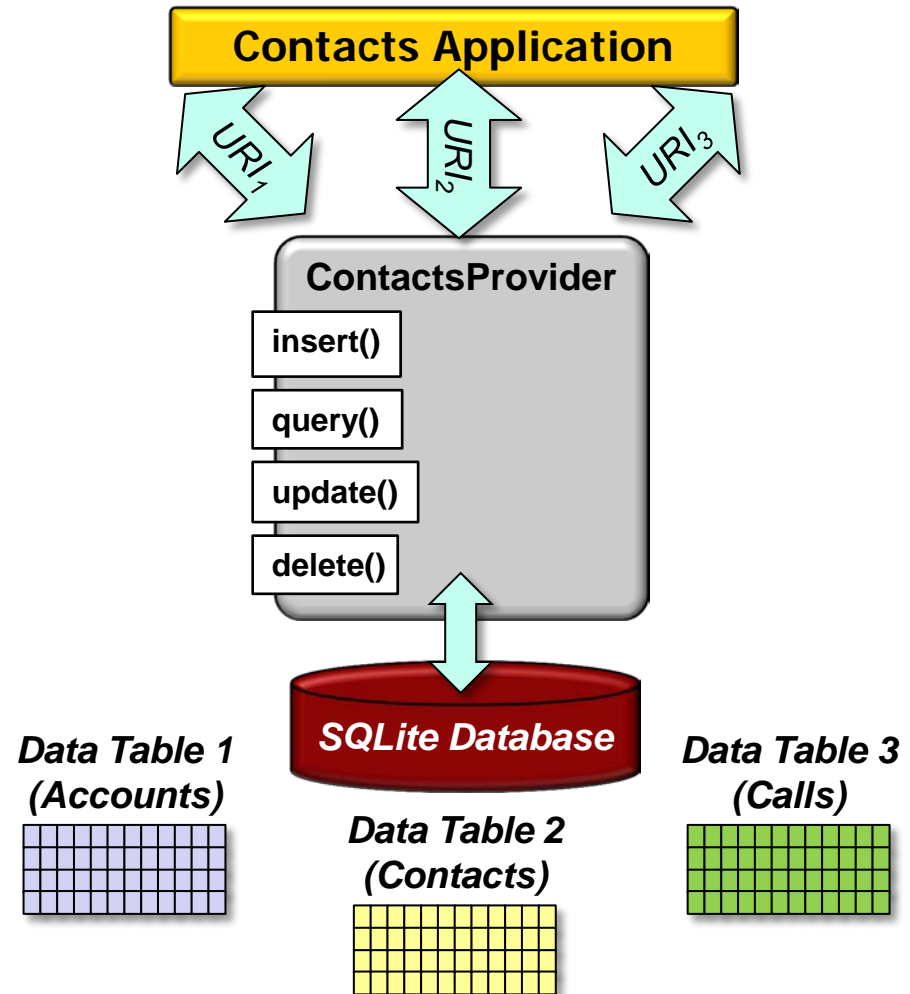 Contacts Application
URI1
URI2
URI3
ContactsProvider
insert()
query()
update()
delete()
SQLite Database
Data Table 1
(Accounts)
Data Table 2
(Contacts)
Data Table 3
(Calls)